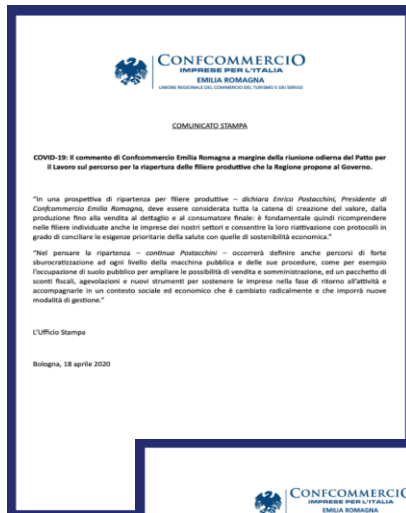 CONFCOMMERCIO
IMPRESE PER L'ITALIA
EMILIA ROMAGNA
UNIONE REGIONALE DEL COMMERCIO DEL TURISMO E DEI SERVIZI
COMUNICATO STAMPA
COVID-19: Il commento di Confcommercio Emilia Romagna a margine della riunione odierna del Patto per
il Lavoro sul percorso per la riapertura delle filiere produttive che la Regione propone al Governo.
"In una prospettiva di ripartenza per filiere produttive – dichiara Enrico Postacchini, Presidente di
Confcommercio Emilia Romagna, deve essere considerata tutta la catena di creazione del valore, dalla
produzione fino alla vendita al dettaglio e al consumatore finale: è fondamentale quindi ricomprendere
nelle filiere individuate anche le imprese dei nostri settori e consentire la loro riattivazione con protocolli in
grado di conciliare le esigenze prioritarie della salute con quelle di sostenibilità economica."
"Nel pensare la ripartenza – continua Postacchini – occorrerà definire anche percorsi di forte
sburocratizzazione ad ogni livello della macchina pubblica e delle sue procedure, come per esempio
l'occupazione di suolo pubblico per ampliare le possibilità di vendita e somministrazione, ed un pacchetto di
sconti fiscali, agevolazioni e nuovi strumenti per sostenere le imprese nella fase di ritorno all'attività e
accompagnarle in un contesto sociale ed economico che è cambiato radicalmente e che imporrà nuove
modalità di gestione."
L'Ufficio Stampa
Bologna, 18 aprile 2020
CONFCOMMERCIO
IMPRESE PER L'ITALIA
EMILIA ROMAGNA